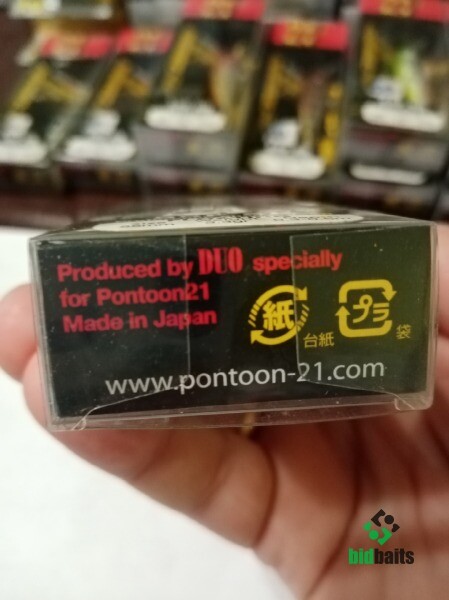 Produced by DUO specially
for Pontoon21
Made in Japan
紙
台紙
プラ
袋
www.pontoon-21.com
bidbaits